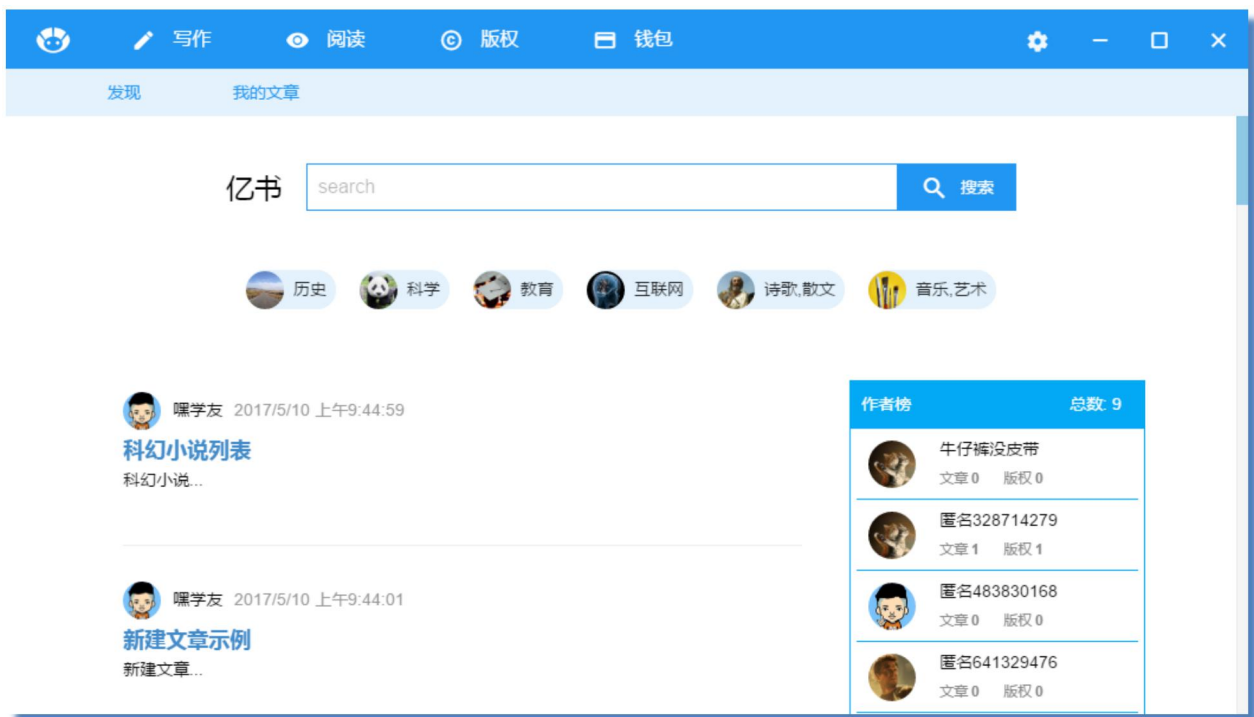 写作 阅读 版权 钱包
发现 我的文章
亿书 search 搜索
历史 科学 教育 互联网 诗歌,散文 音乐,艺术
嘿学友 2017/5/10 上午9:44:59
科幻小说列表
科幻小说...
嘿学友 2017/5/10 上午9:44:01
新建文章示例
新建文章...
作者榜 总数: 9
牛仔裤没皮带
文章 0 版权 0
匿名328714279
文章 1 版权 1
匿名483830168
文章 0 版权 0
匿名641329476
文章 0 版权 0